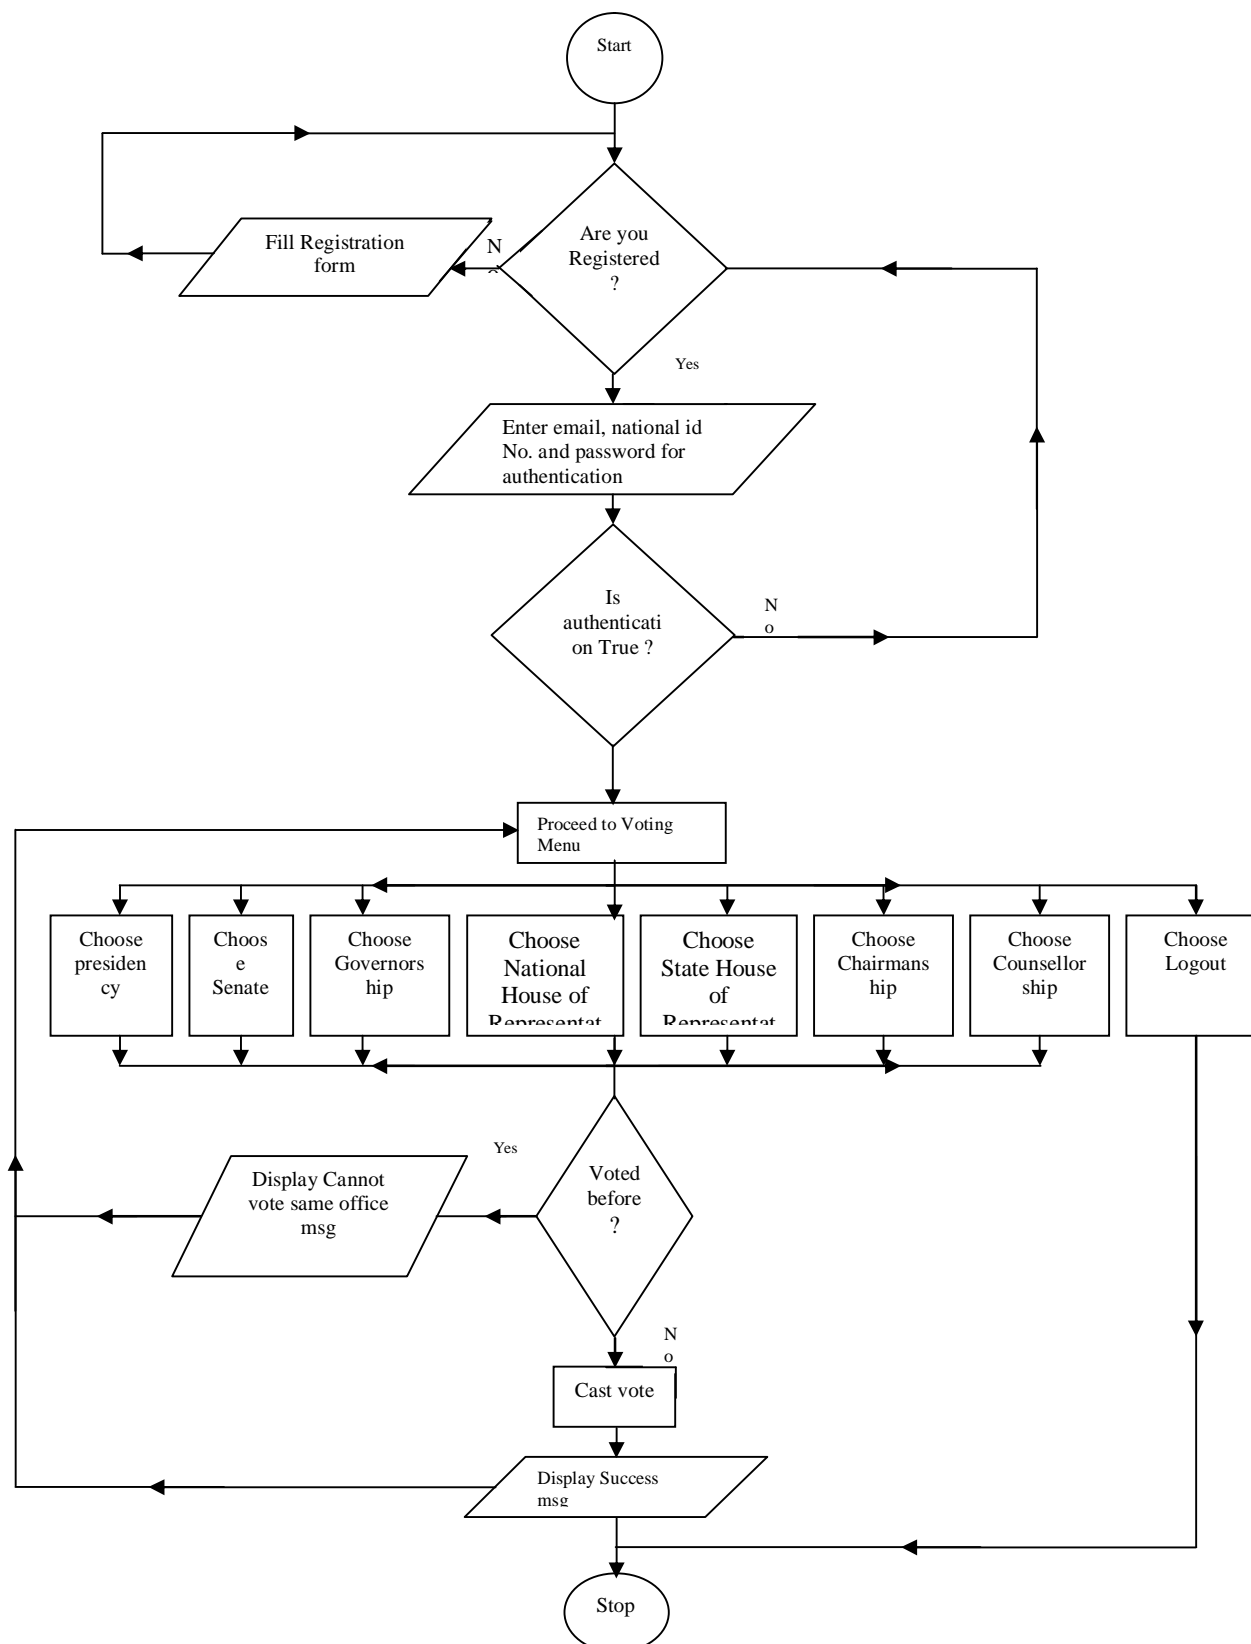 Start
Are you
Registered
?
N
o
Fill Registration
form
Yes
Enter email, national id
No. and password for
authentication
Is
authenticati
on True ?
N
o
Proceed to Voting
Menu
Choose
presiden
cy
Choos
e
Senate
Choose
Governors
hip
Choose
National
House of
Representat
Choose
State House
of
Representat
Choose
Chairmans
hip
Choose
Counsellor
ship
Choose
Logout
Voted
before
?
Yes
Display Cannot
vote same office
msg
N
o
Cast vote
Display Success
msg
Stop